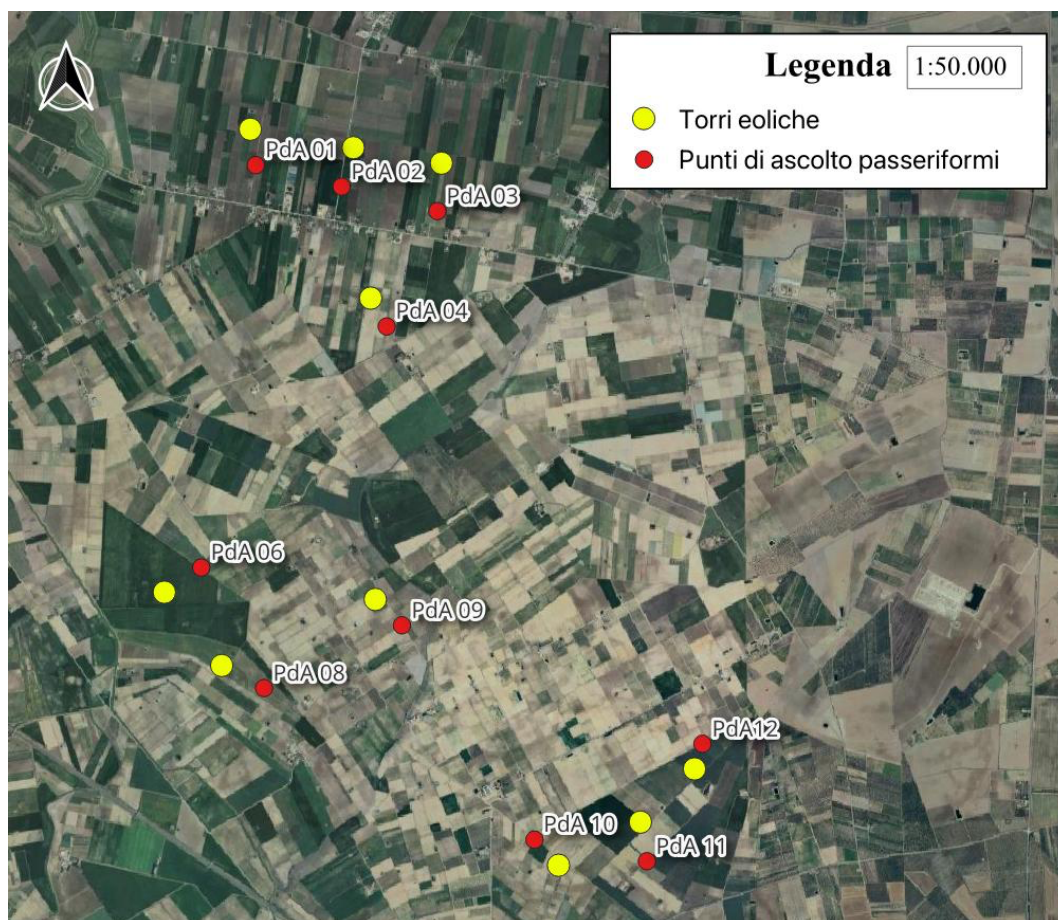 Legenda 1:50.000
Torri eoliche
Punti di ascolto passeriformi
PdA 01
PdA 02
PdA 03
PdA 04
PdA 06
PdA 09
PdA 08
PdA12
PdA 10
PdA 11